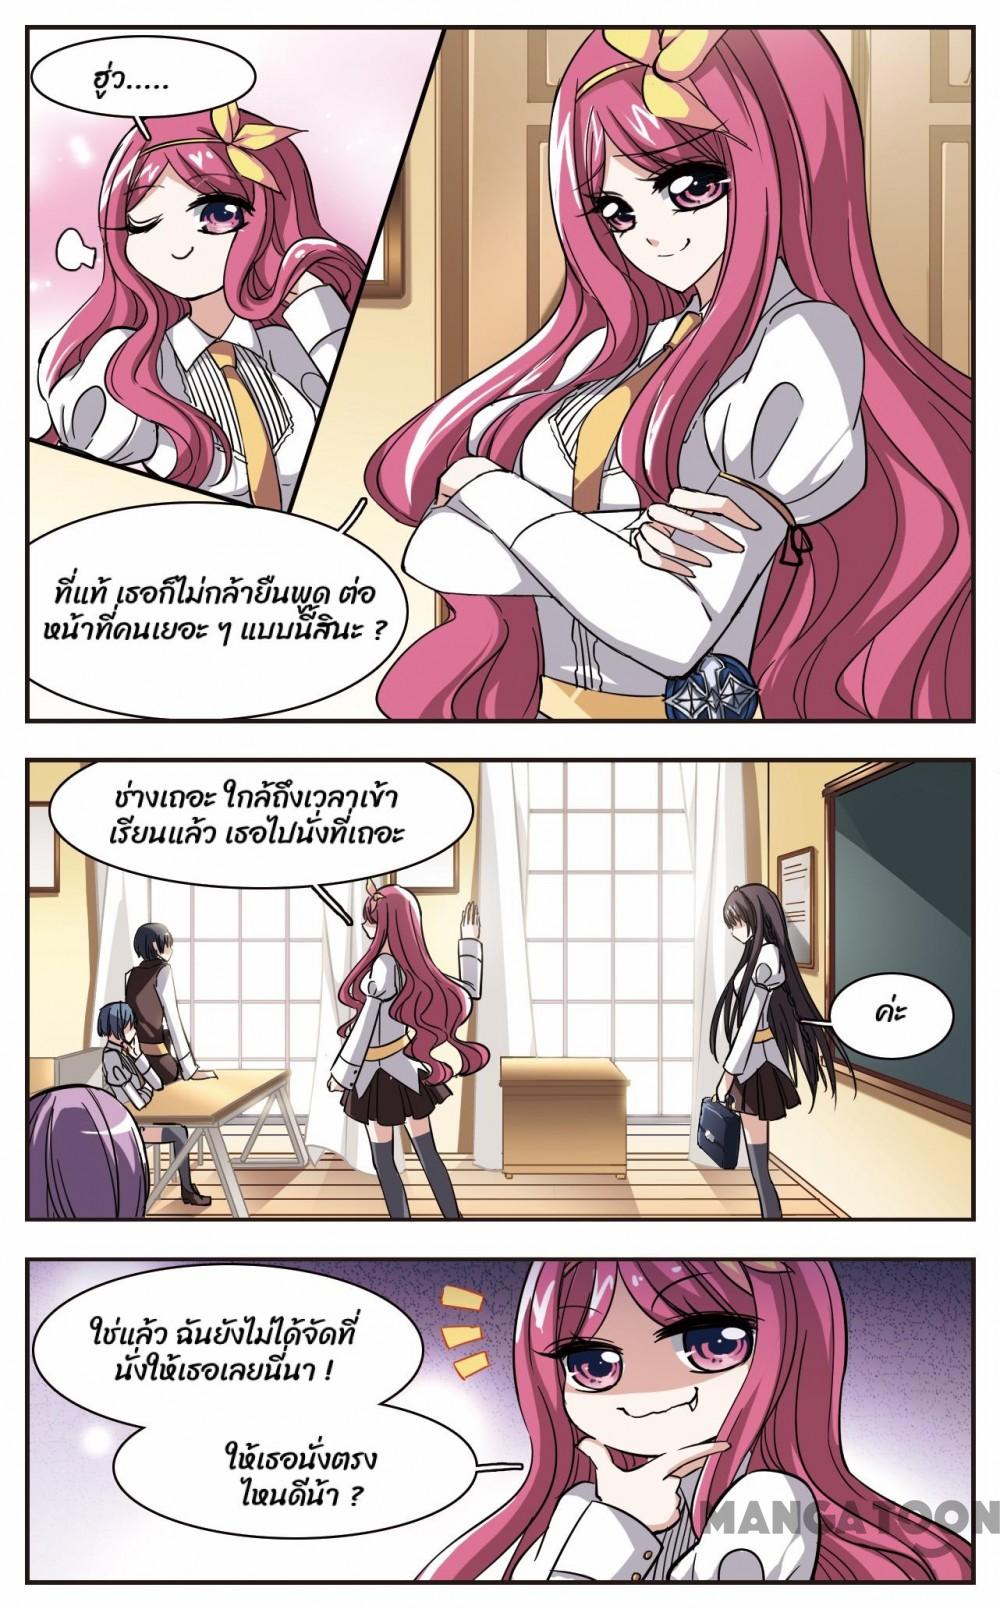 ฮู่ว.....
ที่แท้ เธอก็ไม่กล้ายืนพูด ต่อ
หน้าที่คนเยอะ ๆ แบบนี้สินะ ?
ช่างเถอะ ใกล้ถึงเวลาเข้า
เรียนแล้ว เธอไปนั่งที่เถอะ
ค่ะ
ใช่แล้ว ฉันยังไม่ได้จัดที่
นั่งให้เธอเลยนี่นา !
ให้เธอนั่งตรง
ไหนดีน้า ?
MANGATOON